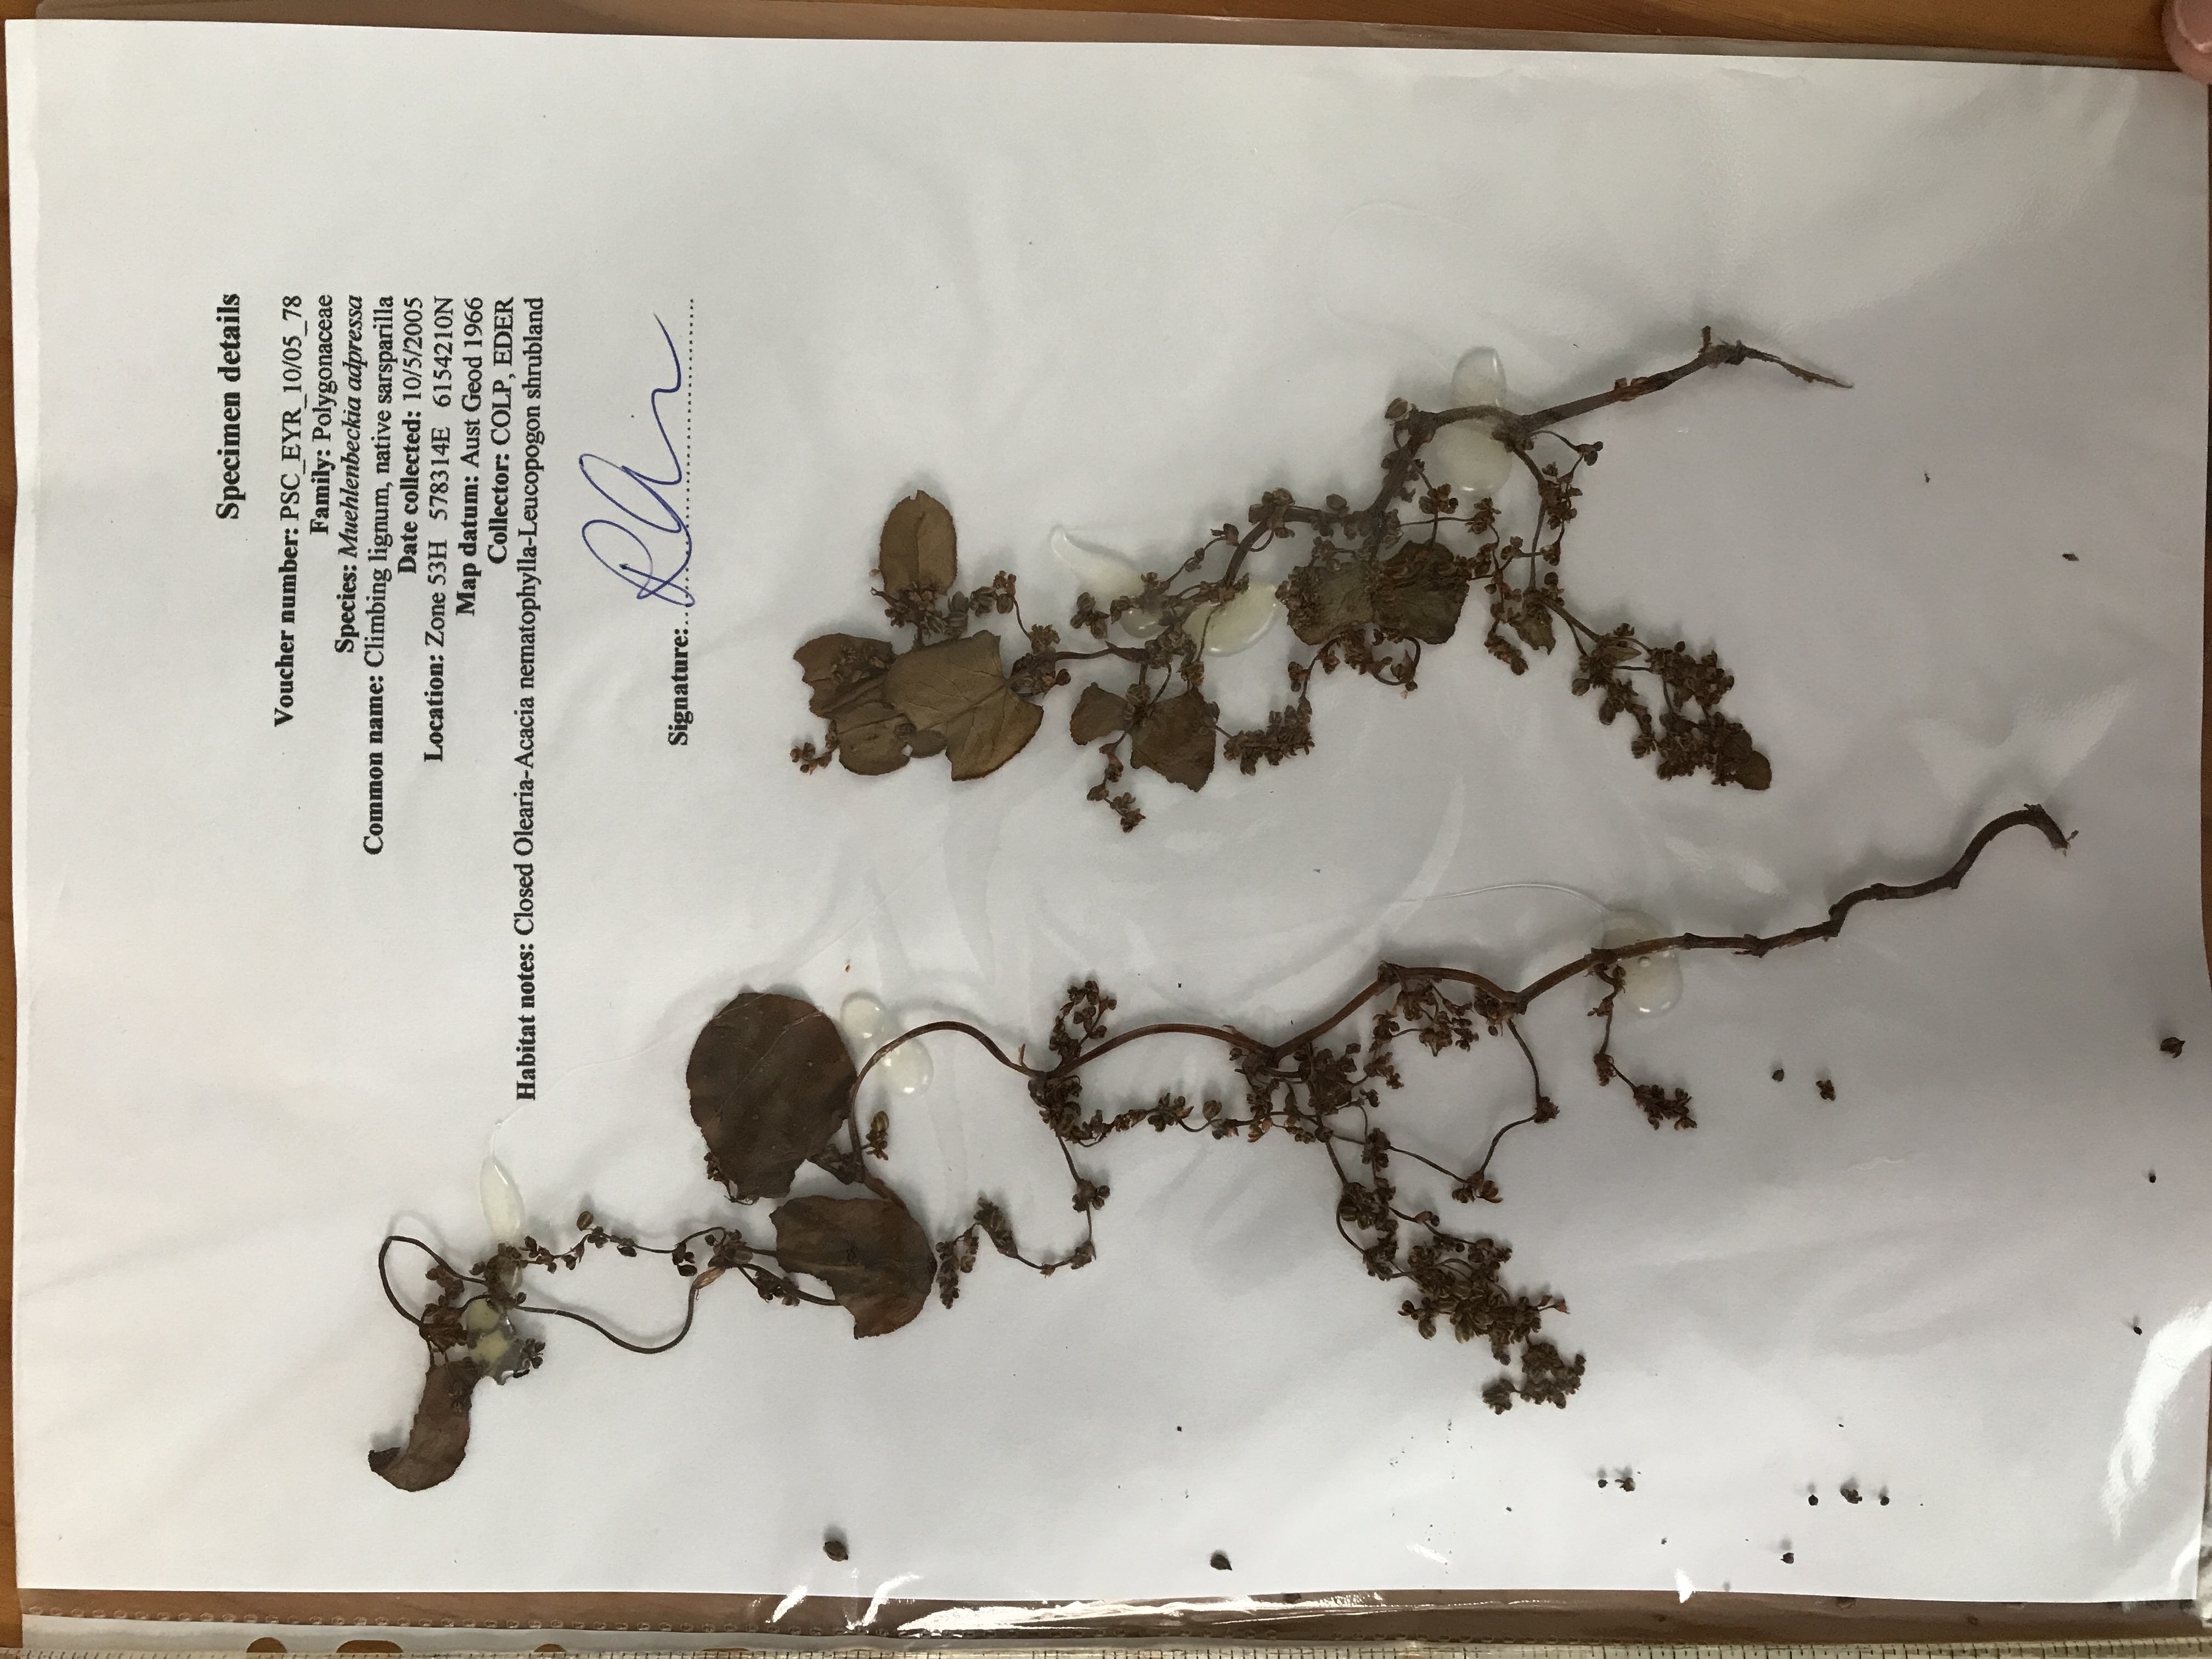 Specimen details
Voucher number: PSC_EYR_10/05_78
Family: Polygonaceae
Species: Muehlenbeckia adpressa
Common name: Climbing lignum, native sarsparilla
Date collected: 10/5/2005
Location: Zone 53H 578314E 6154210N
Map datum: Aust Geod 1966
Collector: COLP, EDER
Habitat notes: Closed Olearia-Acacia nematophylla-Leucopogon shrubland
Signature: